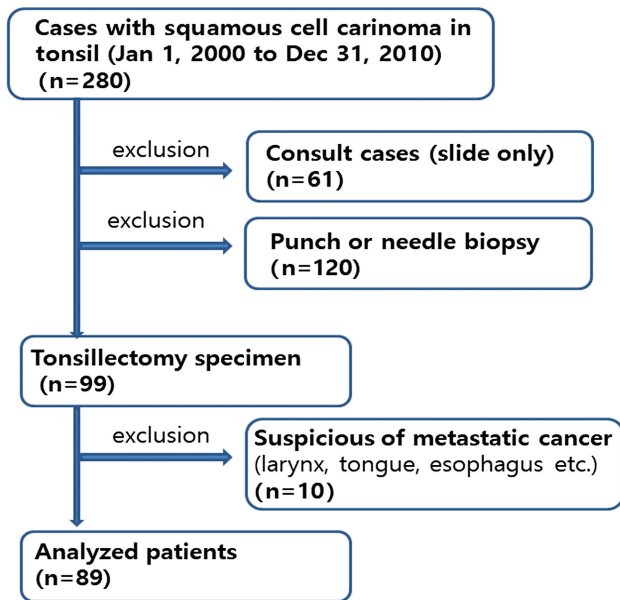 Cases with squamous cell carinoma in
tonsil (Jan 1, 2000 to Dec 31, 2010)
(n=280)
exclusion
Consult cases (slide only)
(n=61)
exclusion
Punch or needle biopsy
(n=120)
Tonsillectomy specimen
(n=99)
exclusion
Suspicious of metastatic cancer
(larynx, tongue, esophagus etc.)
(n=10)
Analyzed patients
(n=89)